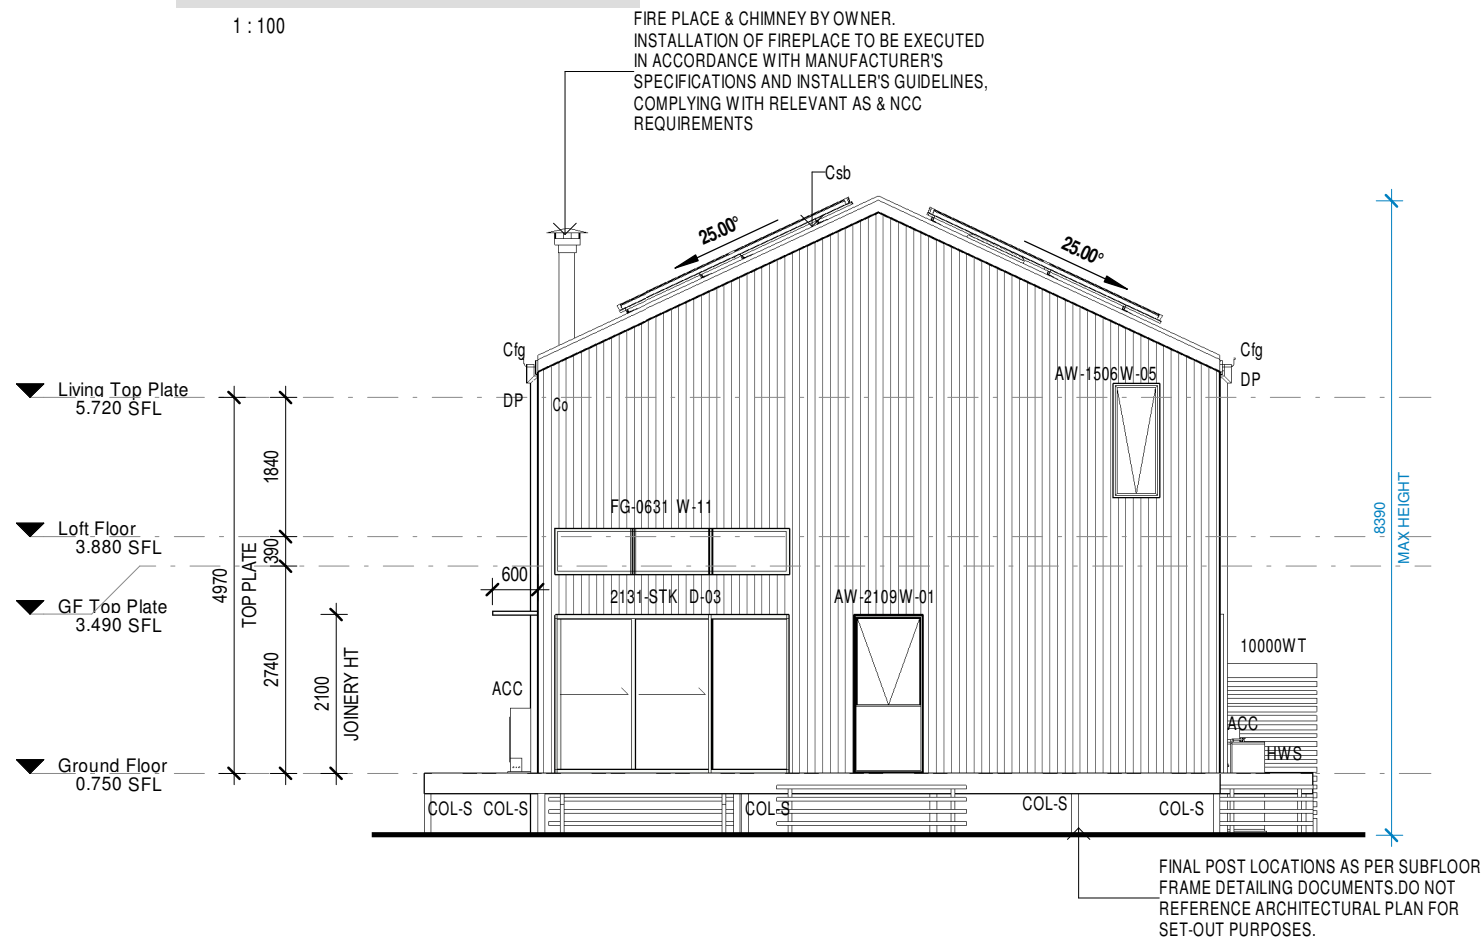 1 : 100
FIRE PLACE & CHIMNEY BY OWNER.
INSTALLATION OF FIREPLACE TO BE EXECUTED
IN ACCORDANCE WITH MANUFACTURER'S
SPECIFICATIONS AND INSTALLER'S GUIDELINES,
COMPLYING WITH RELEVANT AS & NCC
REQUIREMENTS
Csb
25.00°
25.00°
Cfg
Cfg
DP
DP
Co
AW-1506 W-05
Living Top Plate
5.720 SFL
1840
FG-0631 W-11
8390
MAX HEIGHT
Loft Floor
3.880 SFL
390
4970
TOP PLATE
600
2131-STK D-03
AW-2109 W-01
GF Top Plate
3.490 SFL
2740
2100
JOINERY HT
10000WT
ACC
ACC
HWS
Ground Floor
0.750 SFL
COL-S
COL-S
COL-S
COL-S
COL-S
FINAL POST LOCATIONS AS PER SUBFLOOR
FRAME DETAILING DOCUMENTS.DO NOT
REFERENCE ARCHITECTURAL PLAN FOR
SET-OUT PURPOSES.